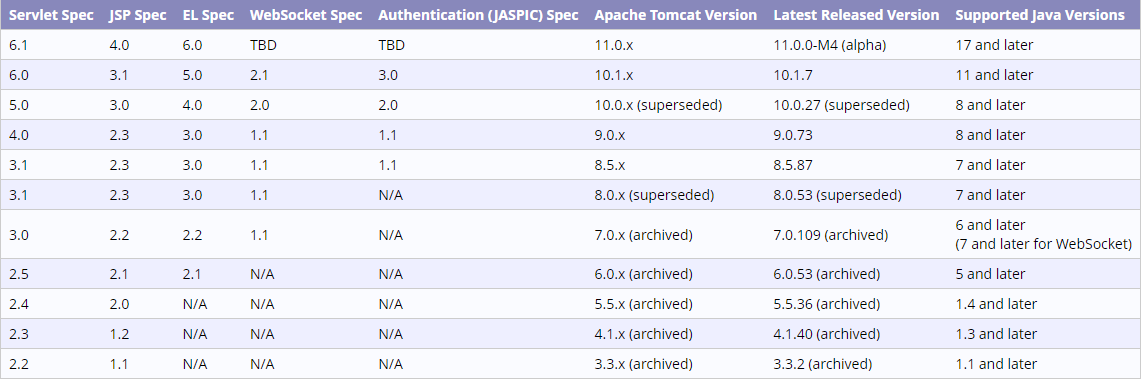 Servlet Spec JSP Spec EL Spec WebSocket Spec Authentication (JASPIC) Spec Apache Tomcat Version Latest Released Version Supported Java Versions
6.1 4.0 6.0 TBD TBD 11.0.x 11.0.0-M4 (alpha) 17 and later
6.0 3.1 5.0 2.1 3.0 10.1.x 10.1.7 11 and later
5.0 3.0 4.0 2.0 2.0 10.0.x (superseded) 10.0.27 (superseded) 8 and later
4.0 2.3 3.0 1.1 1.1 9.0.x 9.0.73 8 and later
3.1 2.3 3.0 1.1 1.1 8.5.x 8.5.87 7 and later
3.1 2.3 3.0 1.1 N/A 8.0.x (superseded) 8.0.53 (superseded) 7 and later
3.0 2.2 2.2 1.1 N/A 7.0.x (archived) 7.0.109 (archived) 6 and later
(7 and later for WebSocket)
2.5 2.1 2.1 N/A N/A 6.0.x (archived) 6.0.53 (archived) 5 and later
2.4 2.0 N/A N/A N/A 5.5.x (archived) 5.5.36 (archived) 1.4 and later
2.3 1.2 N/A N/A N/A 4.1.x (archived) 4.1.40 (archived) 1.3 and later
2.2 1.1 N/A N/A N/A 3.3.x (archived) 3.3.2 (archived) 1.1 and later